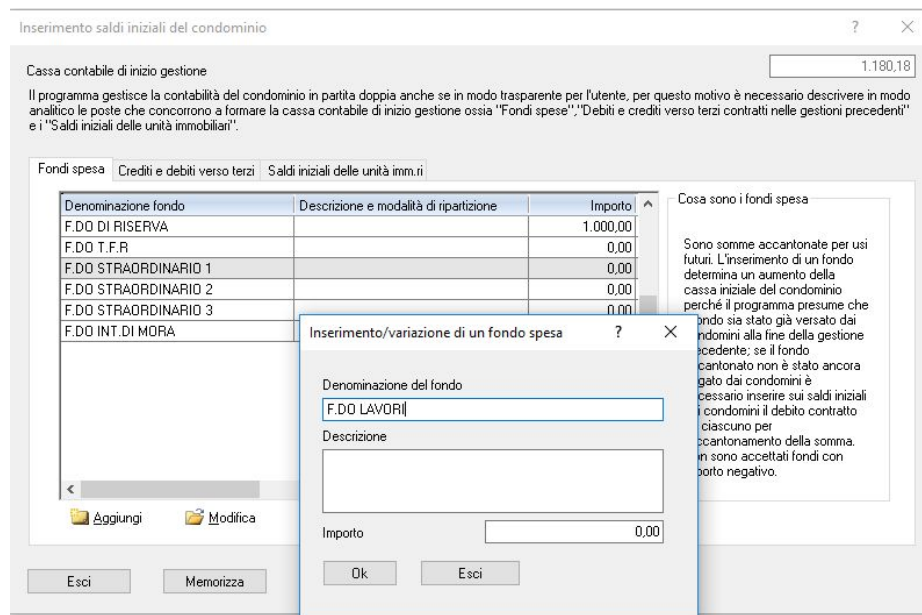 Inserimento saldi iniziali del condominio ? ×
Cassa contabile di inizio gestione 1.180,18
Il programma gestisce la contabilità del condominio in partita doppia anche se in modo trasparente per l'utente, per questo motivo è necessario descrivere in modo
analitico le poste che concorrono a formare la cassa contabile di inizio gestione ossia "Fondi spese","Debiti e crediti verso terzi contratti nelle gestioni precedenti"
e i "Saldi iniziali delle unità immobiliari".
Fondi spesa Crediti e debiti verso terzi Saldi iniziali delle unità imm.ri
Denominazione fondo Descrizione e modalità di ripartizione Importo
F.DO DI RISERVA 1.000,00
F.DO T.F.R 0,00
F.DO STRAORDINARIO 1 0,00
F.DO STRAORDINARIO 2 0,00
F.DO STRAORDINARIO 3 0,00
F.DO INT.DI MORA
Aggiungi Modifica
Cosa sono i fondi spesa
Sono somme accantonate per usi
futuri. L'inserimento di un fondo
determina un aumento della
cassa iniziale del condominio
perché il programma presume che
ondo sia stato già versato dai
ndomini alla fine della gestione
ecedente; se il fondo
cantonato non è stato ancora
gato dai condomini è
cessario inserire sui saldi iniziali
i condomini il debito contratto
ciascuno per
ccantonamento della somma.
n sono accettati fondi con
porto negativo.
Inserimento/variazione di un fondo spesa ? ×
Denominazione del fondo
F.DO LAVORI
Descrizione
Importo 0,00
Ok Esci
Esci Memorizza